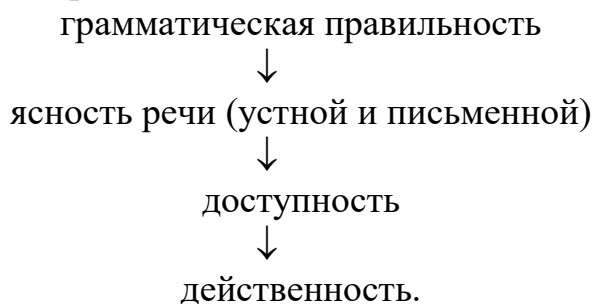 грамматическая правильность
↓
ясность речи (устной и письменной)
↓
доступность
↓
действенность.